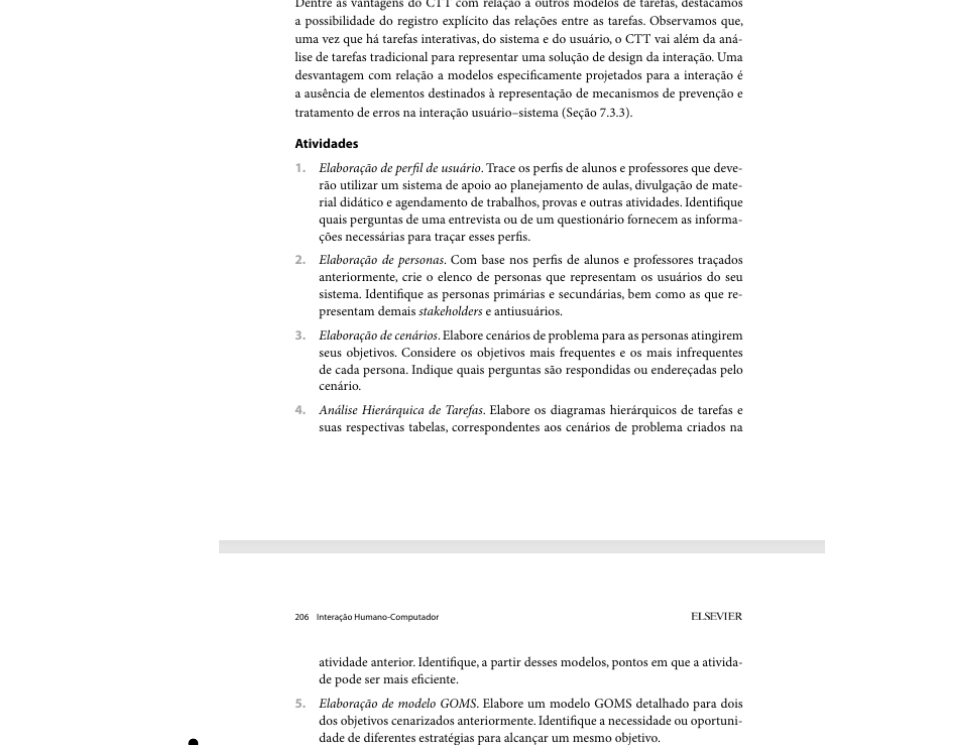 Dentre as vantagens do CTT com relação a outros modelos de tarefas, destacamos
a possibilidade do registro explícito das relações entre as tarefas. Observamos que,
uma vez que há tarefas interativas, do sistema e do usuário, o CTT vai além da aná-
lise de tarefas tradicional para representar uma solução de design da interação. Uma
desvantagem com relação a modelos especificamente projetados para a interação é
a ausência de elementos destinados à representação de mecanismos de prevenção e
tratamento de erros na interação usuário–sistema (Seção 7.3.3).
Atividades
1. Elaboração de perfil de usuário. Trace os perfis de alunos e professores que deve-
rão utilizar um sistema de apoio ao planejamento de aulas, divulgação de mate-
rial didático e agendamento de trabalhos, provas e outras atividades. Identifique
quais perguntas de uma entrevista ou de um questionário fornecem as informa-
ções necessárias para traçar esses perfis.
2. Elaboração de personas. Com base nos perfis de alunos e professores traçados
anteriormente, crie o elenco de personas que representam os usuários do seu
sistema. Identifique as personas primárias e secundárias, bem como as que re-
presentam demais stakeholders e antiusuários.
3. Elaboração de cenários. Elabore cenários de problema para as personas atingirem
seus objetivos. Considere os objetivos mais frequentes e os mais infrequentes
de cada persona. Indique quais perguntas são respondidas ou endereçadas pelo
cenário.
4. Análise Hierárquica de Tarefas. Elabore os diagramas hierárquicos de tarefas e
suas respectivas tabelas, correspondentes aos cenários de problema criados na
206 Interação Humano-Computador ELSEVIER
atividade anterior. Identifique, a partir desses modelos, pontos em que a ativida-
de pode ser mais eficiente.
5. Elaboração de modelo GOMS. Elabore um modelo GOMS detalhado para dois
dos objetivos cenarizados anteriormente. Identifique a necessidade ou oportuni-
dade de diferentes estratégias para alcançar um mesmo objetivo.